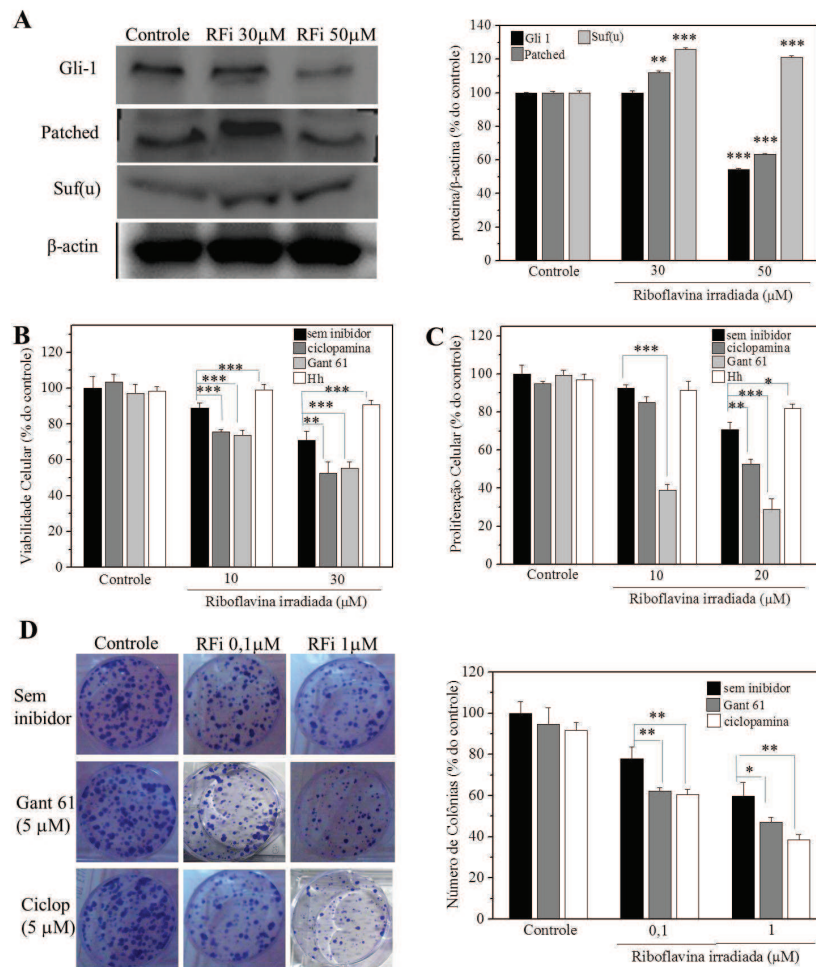 A
Controle RFi 30µM RFi 50µM
Gli-1
Patched
Suf(u)
β-actin
Gli 1
Patched
Suf(u)
proteína/β-actina (% do controle)
140
120
100
80
60
40
20
0
** ***
*** *** ***
Controle
30
50
Riboflavina irradiada (µM)
B
Viabilidade Celular (% do controle)
120
100
80
60
40
20
0
sem inibidor
ciclopamina
Gant 61
Hh
***
***
***
***
***
**
Controle
10
30
Riboflavina irradiada (µM)
C
Proliferação Celular (% do controle)
120
100
80
60
40
20
0
sem inibidor
ciclopamina
Gant 61
Hh
***
*
***
**
Controle
10
20
Riboflavina irradiada (µM)
D
Controle RFi 0,1µM RFi 1µM
Sem
inibidor
Gant 61
(5 µM)
Ciclop
(5 µM)
Número de Colônias (% do controle)
120
100
80
60
40
20
0
sem inibidor
Gant 61
ciclopamina
**
**
**
*
Controle
0,1
1
Riboflavina irradiada (µM)